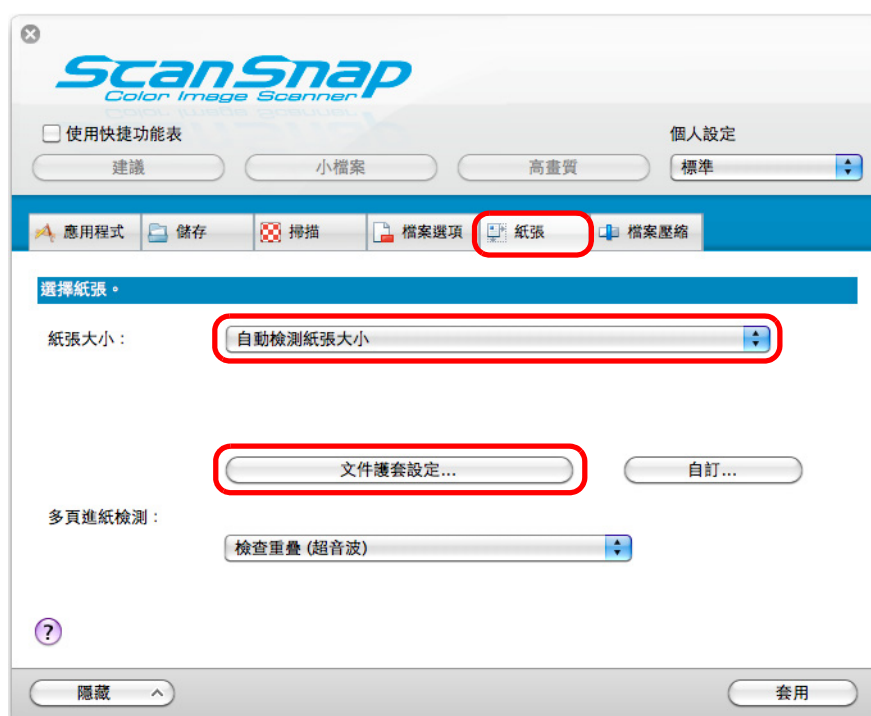 ScanSnap
Color Image Scanner
使用快捷功能表
個人設定
建議 小檔案 高畫質 標準
應用程式 儲存 掃描 檔案選項 紙張 檔案壓縮
選擇紙張。
紙張大小： 自動檢測紙張大小
文件護套設定... 自訂...
多頁進紙檢測：
檢查重疊 (超音波)
?
隱藏 套用